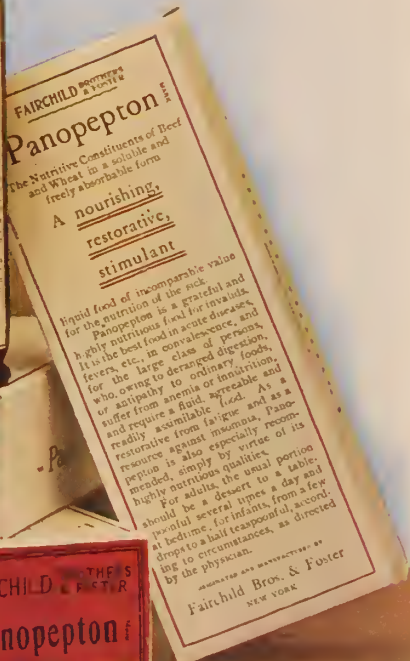 FAIRCHILD BROTHERS & FOSTER
Panopepton
The Nutritive Constituents of Beef
and Wheat in a soluble and
freely absorbable form
A nourishing,
restorative,
stimulant
liquid food of incomparable value
for the nutrition of the sick.
Panopepton is a grateful and
highly nutritious food for invalids.
It is the best food in acute diseases,
fevers, etc., in convalescence, and
for the large class of persons,
who, owing to deranged digestion,
or antipathy to ordinary foods,
suffer from anemia or innutrition,
and require a fluid, agreeable and
readily assimilable food. As a
restorative from fatigue and as a
resource against insomnia, Pano-
pepton is also especially recom-
mended, simply by virtue of its
highly nutritious qualities.
For adults, the usual portion
should be a dessert to a table-
spoonful several times a day and
at bedtime, for infants, from a few
drops to a half teaspoonful, accord-
ing to circumstances, as directed
by the physician.
ORIGINATED AND MANUFACTURED BY
Fairchild Bros. & Foster
NEW YORK
CHILD BROTHERS & FOSTER
nopepton